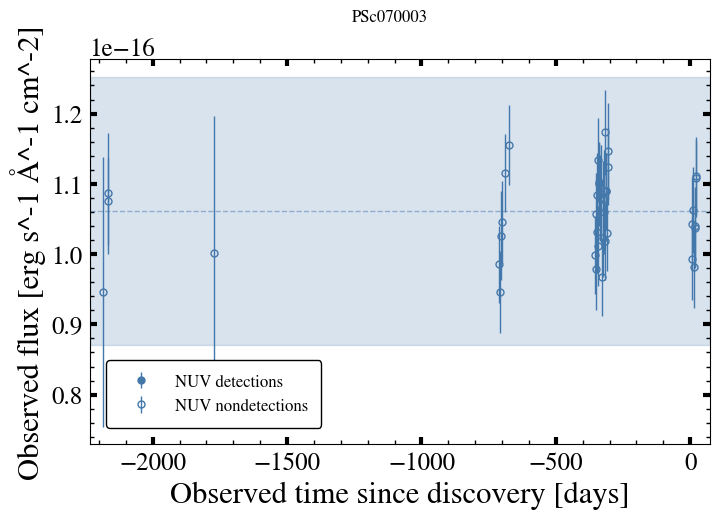 PSc070003
1e−16
Observed flux [erg s^-1 Å^-1 cm^-2]
1.2
1.1
1.0
0.9
0.8
NUV detections
NUV nondetections
−2000
−1500
−1000
−500
0
Observed time since discovery [days]